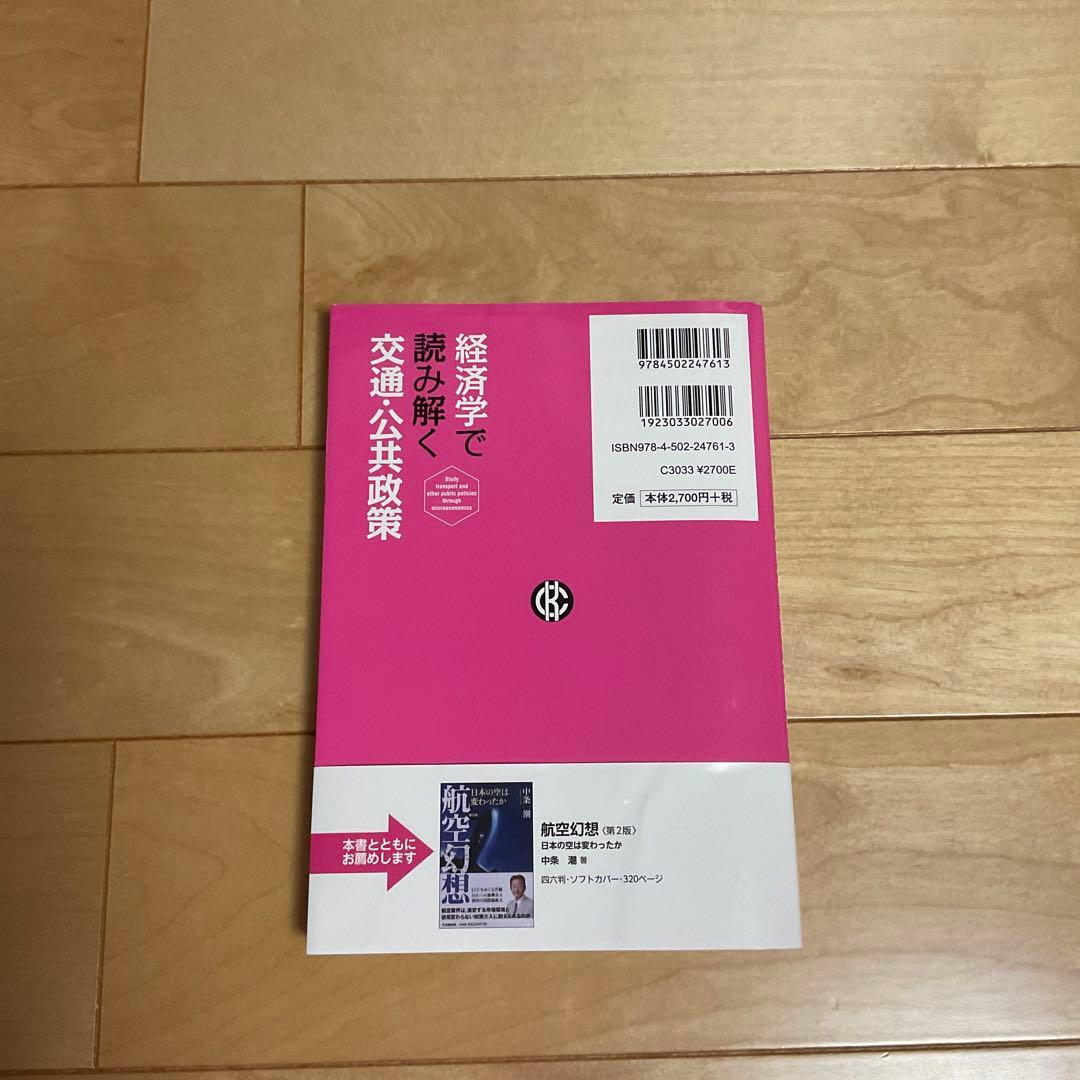 経済学で
読み解く
交通・公共政策
Study
transport and
other public policies
through
microeconomics
9784502247613
1923033027006
ISBN978-4-502-24761-3
C3033 ¥2700E
定価 本体2,700円+税
本書とともに
お薦めします
日本の空は
変わったか
中条 潮
航空幻想
航空幻想〈第2版〉
日本の空は変わったか
中条 潮 著
四六判・ソフトカバー・320ページ